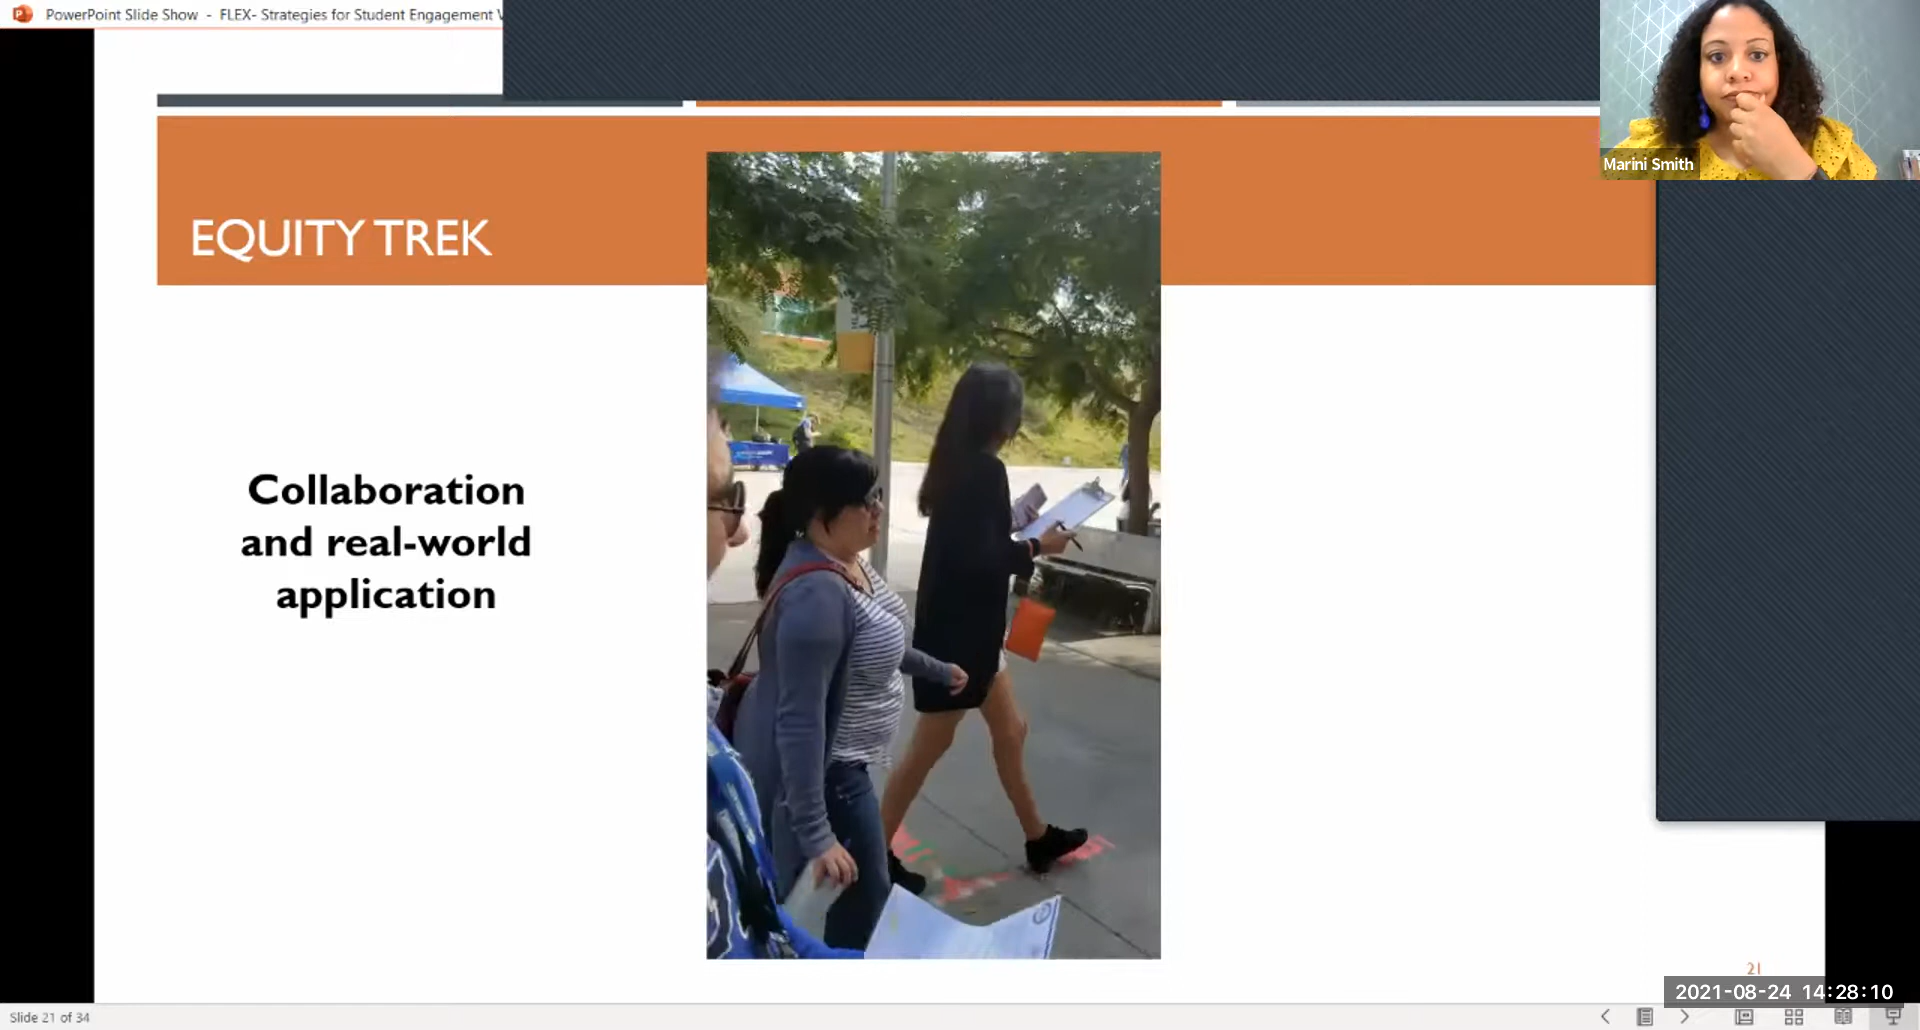 PowerPoint Slide Show - FLEX- Strategies for Student Engagement
Marini Smith
EQUITY TREK
Collaboration
and real-world
application
21
2021-08-24 14:28:10
Slide 21 of 34